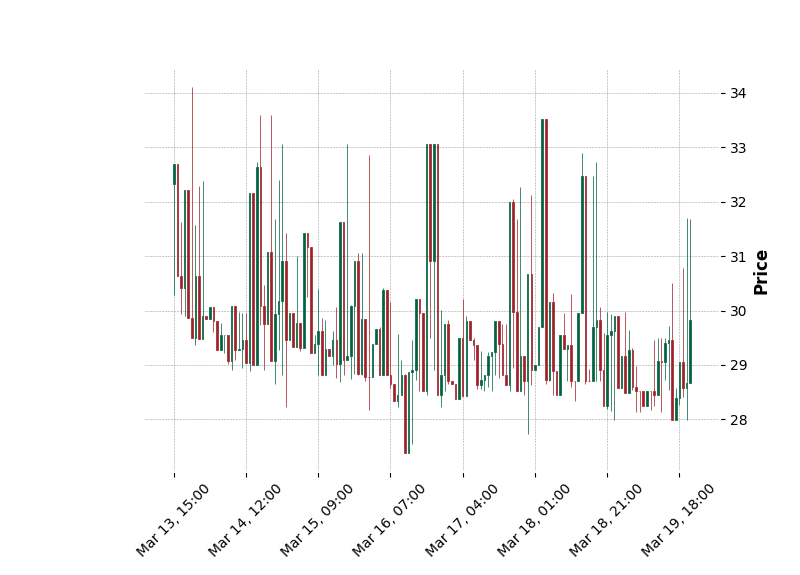 34
33
32
31
30
29
28
Price
Mar 13, 15:00
Mar 14, 12:00
Mar 15, 09:00
Mar 16, 07:00
Mar 17, 04:00
Mar 18, 01:00
Mar 18, 21:00
Mar 19, 18:00